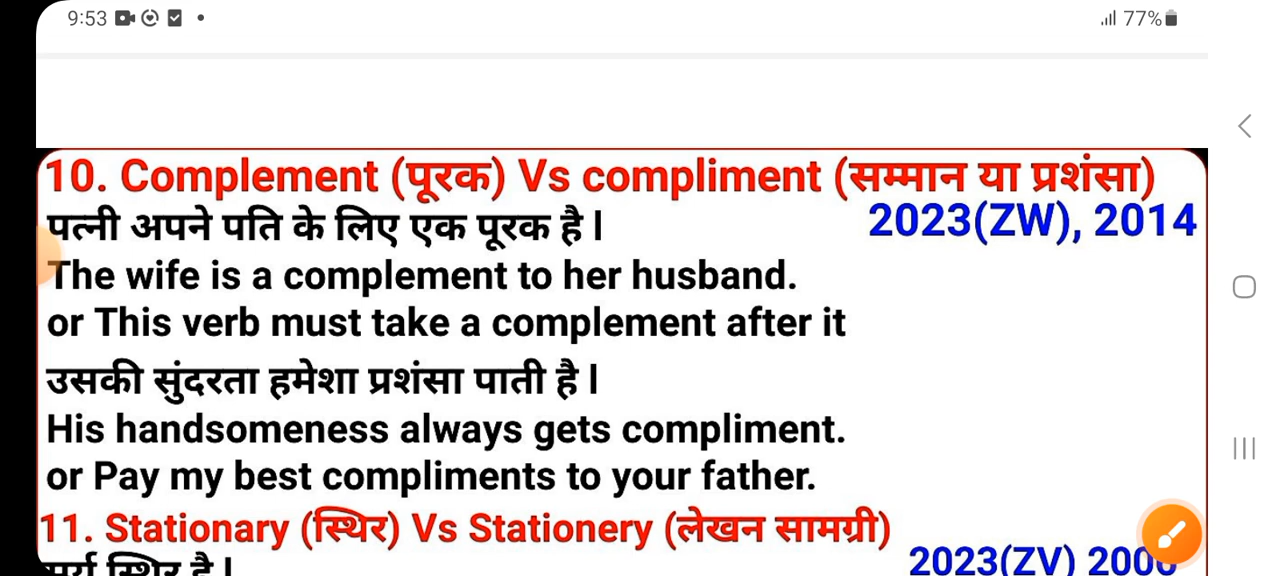 9:53
77%
10. Complement (पूरक) Vs compliment (सम्मान या प्रशंसा)
पत्नी अपने पति के लिए एक पूरक है l
2023(ZW), 2014
The wife is a complement to her husband.
or This verb must take a complement after it
उसकी सुंदरता हमेशा प्रशंसा पाती है l
His handsomeness always gets compliment.
or Pay my best compliments to your father.
11. Stationary (स्थिर) Vs Stationery (लेखन सामग्री)
स्थिर है l
2023(ZV)